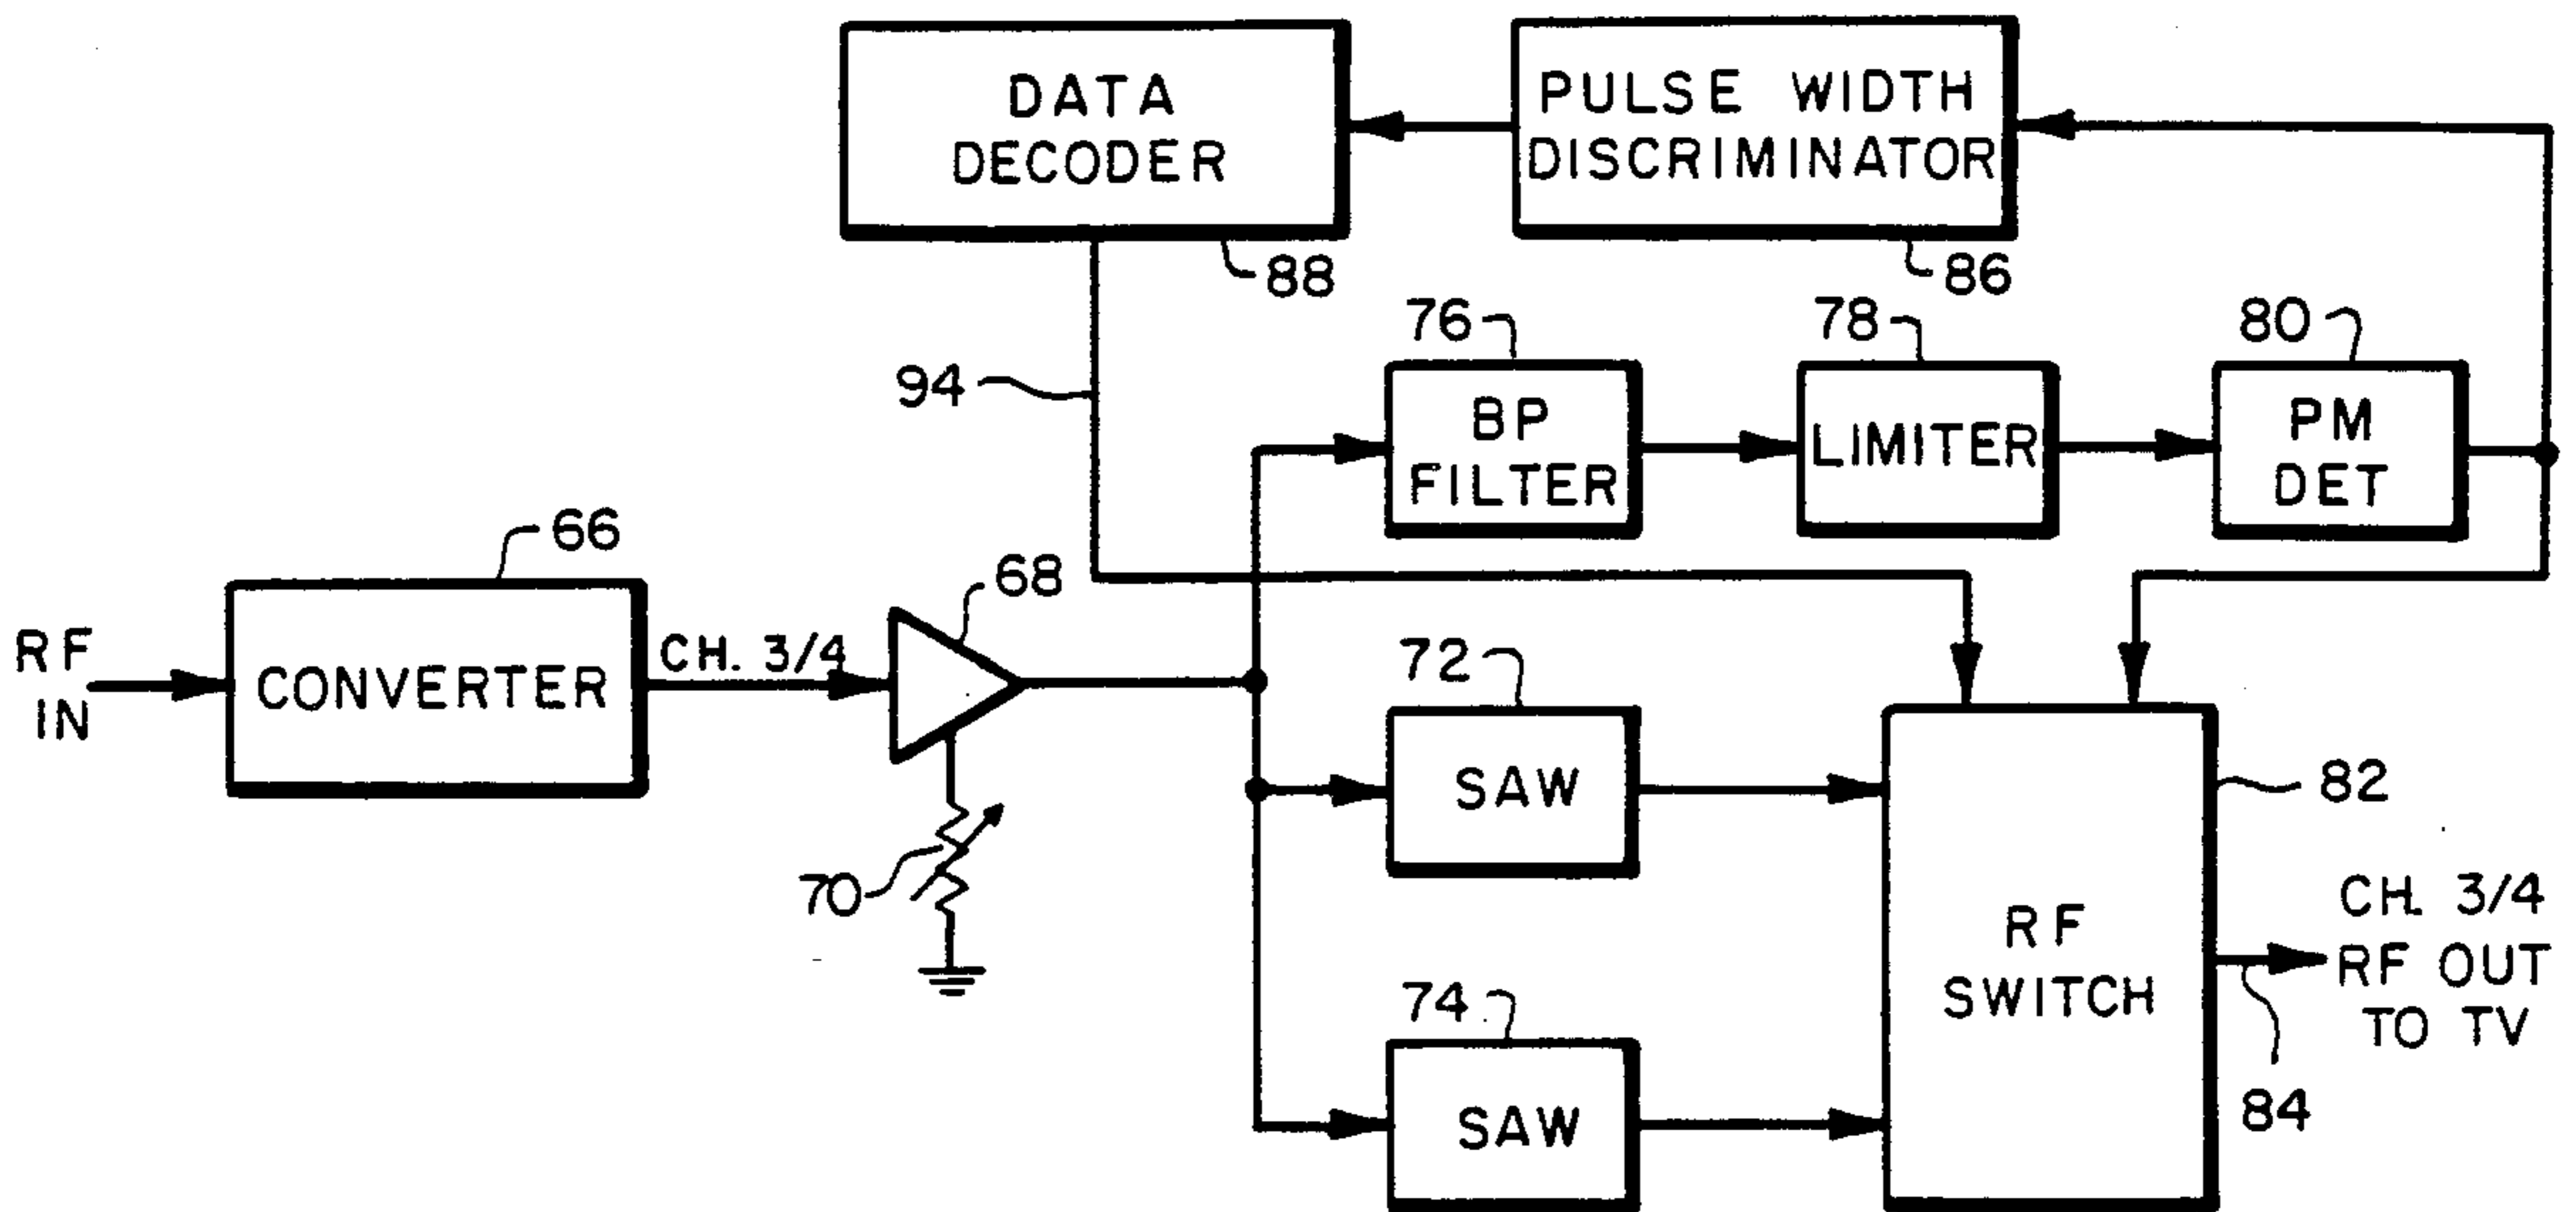 DATA
DECODER
88
PULSE WIDTH
DISCRIMINATOR
86
94
76
BP
FILTER
78
LIMITER
80
PM
DET
RF
IN
66
CONVERTER
CH. 3/4
68
70
72
SAW
74
SAW
RF
SWITCH
82
CH. 3/4
RF OUT
TO TV
84